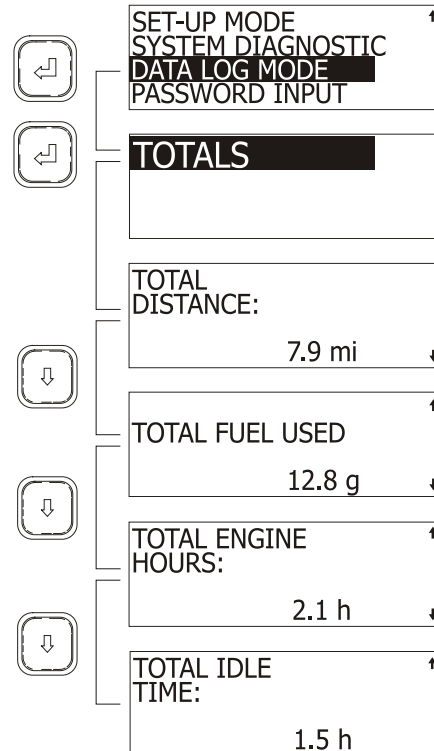 SET-UP MODE
SYSTEM DIAGNOSTIC
DATA LOG MODE
PASSWORD INPUT
TOTALS
TOTAL
DISTANCE:
7.9 mi
TOTAL FUEL USED
12.8 g
TOTAL ENGINE
HOURS:
2.1 h
TOTAL IDLE
TIME:
1.5 h